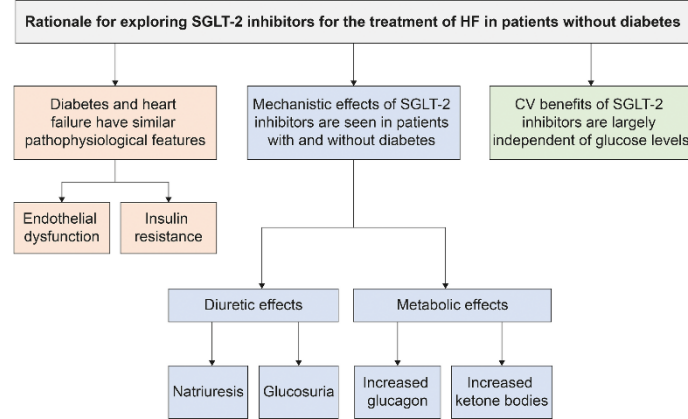 Rationale for exploring SGLT-2 inhibitors for the treatment of HF in patients without diabetes
Diabetes and heart
failure have similar
pathophysiological
features
Mechanistic effects of SGLT-2
inhibitors are seen in patients
with and without diabetes
CV benefits of SGLT-2
inhibitors are largely
independent of glucose levels
Endothelial
dysfunction
Insulin
resistance
Diuretic effects
Metabolic effects
Natriuresis
Glucosuria
Increased
glucagon
Increased
ketone bodies